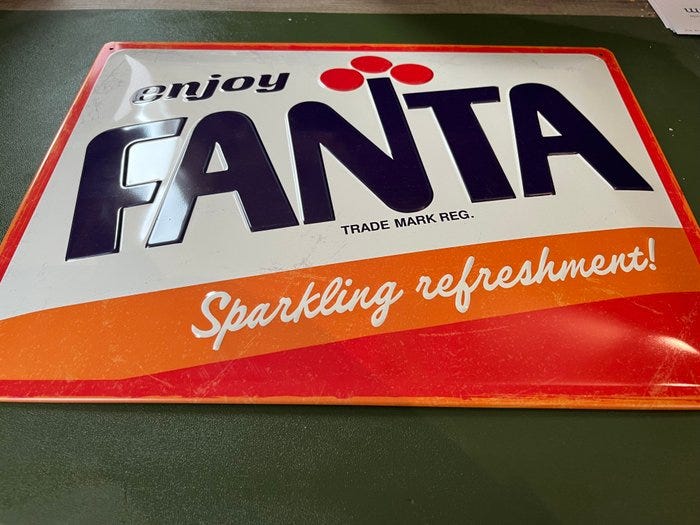 enjoy
FANTA
TRADE MARK REG.
Sparkling refreshment!